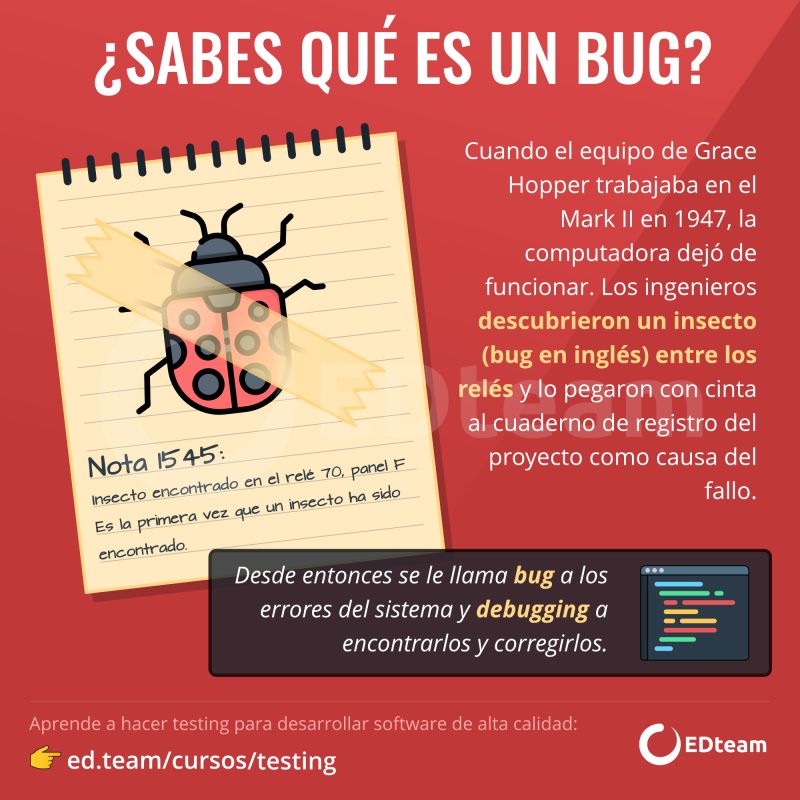 ¿SABES QUÉ ES UN BUG?
Cuando el equipo de Grace
Hopper trabajaba en el
Mark II en 1947, la
computadora dejó de
funcionar. Los ingenieros
descubrieron un insecto
(bug en inglés) entre los
relés y lo pegaron con cinta
al cuaderno de registro del
proyecto como causa del
fallo.
EDteam
Nota 1545:
Insecto encontrado en el relé 70, panel F
Es la primera vez que un insecto ha sido
encontrado.
Desde entonces se le llama bug a los
errores del sistema y debugging a
encontrarlos y corregirlos.
Aprende a hacer testing para desarrollar software de alta calidad:
👉 ed.team/cursos/testing
EDteam